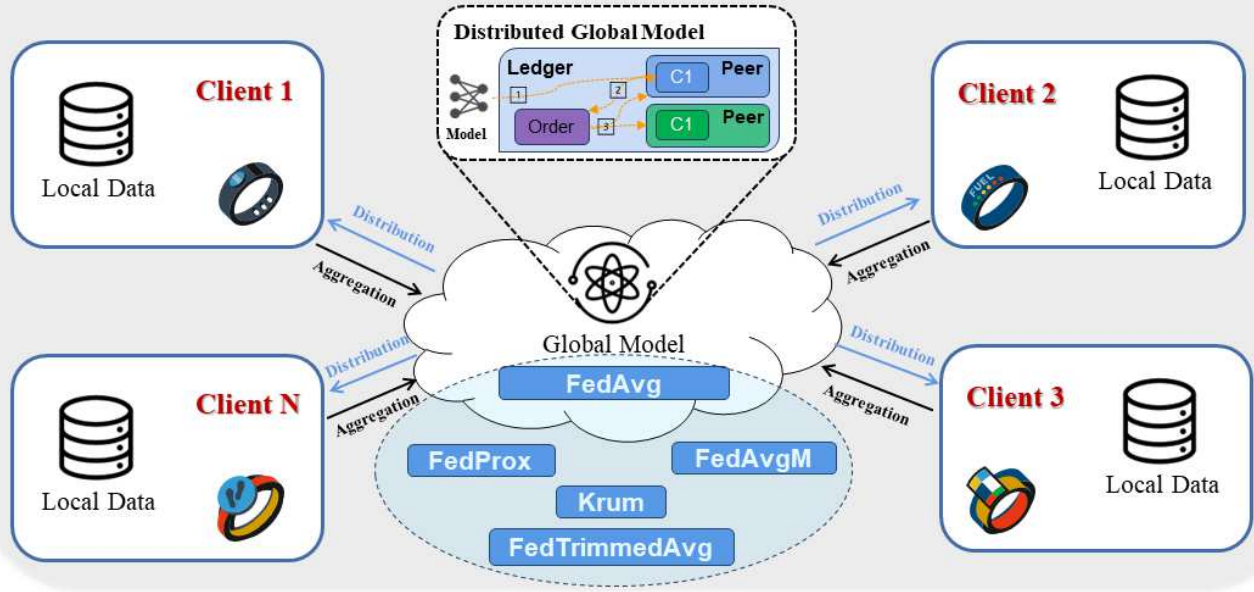 Distributed Global Model
Ledger
Peer
C1
1
2
Model
Order
3
C1
Peer
Client 1
Local Data
Client 2
FUEL
Local Data
Distribution
Aggregation
Distribution
Aggregation
Global Model
Distribution
Aggregation
Distribution
Aggregation
Client N
Local Data
Client 3
Local Data
FedAvg
FedProx
FedAvgM
Krum
FedTrimmedAvg